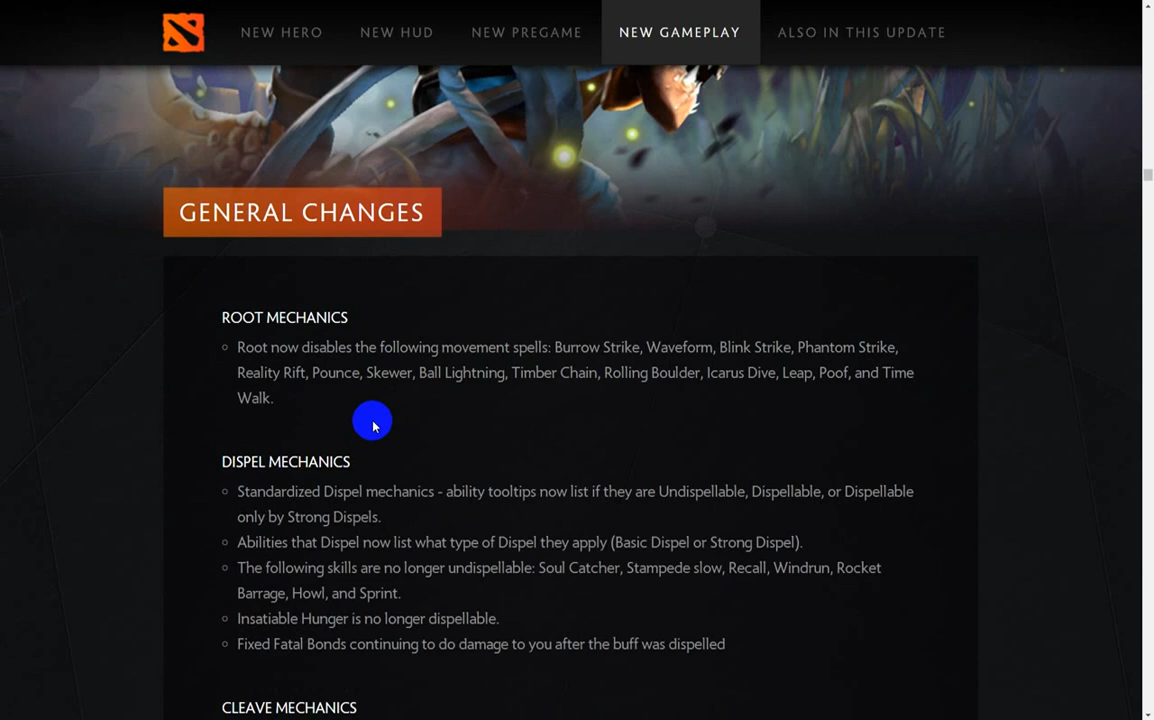 NEW HERO NEW HUD NEW PREGAME NEW GAMEPLAY ALSO IN THIS UPDATE
GENERAL CHANGES
ROOT MECHANICS
Root now disables the following movement spells: Burrow Strike, Waveform, Blink Strike, Phantom Strike,
Reality Rift, Pounce, Skewer, Ball Lightning, Timber Chain, Rolling Boulder, Icarus Dive, Leap, Poof, and Time
Walk.
DISPEL MECHANICS
Standardized Dispel mechanics - ability tooltips now list if they are Undispellable, Dispellable, or Dispellable
only by Strong Dispels.
Abilities that Dispel now list what type of Dispel they apply (Basic Dispel or Strong Dispel).
The following skills are no longer undispellable: Soul Catcher, Stampede slow, Recall, Windrun, Rocket
Barrage, Howl, and Sprint.
Insatiable Hunger is no longer dispellable.
Fixed Fatal Bonds continuing to do damage to you after the buff was dispelled
CLEAVE MECHANICS